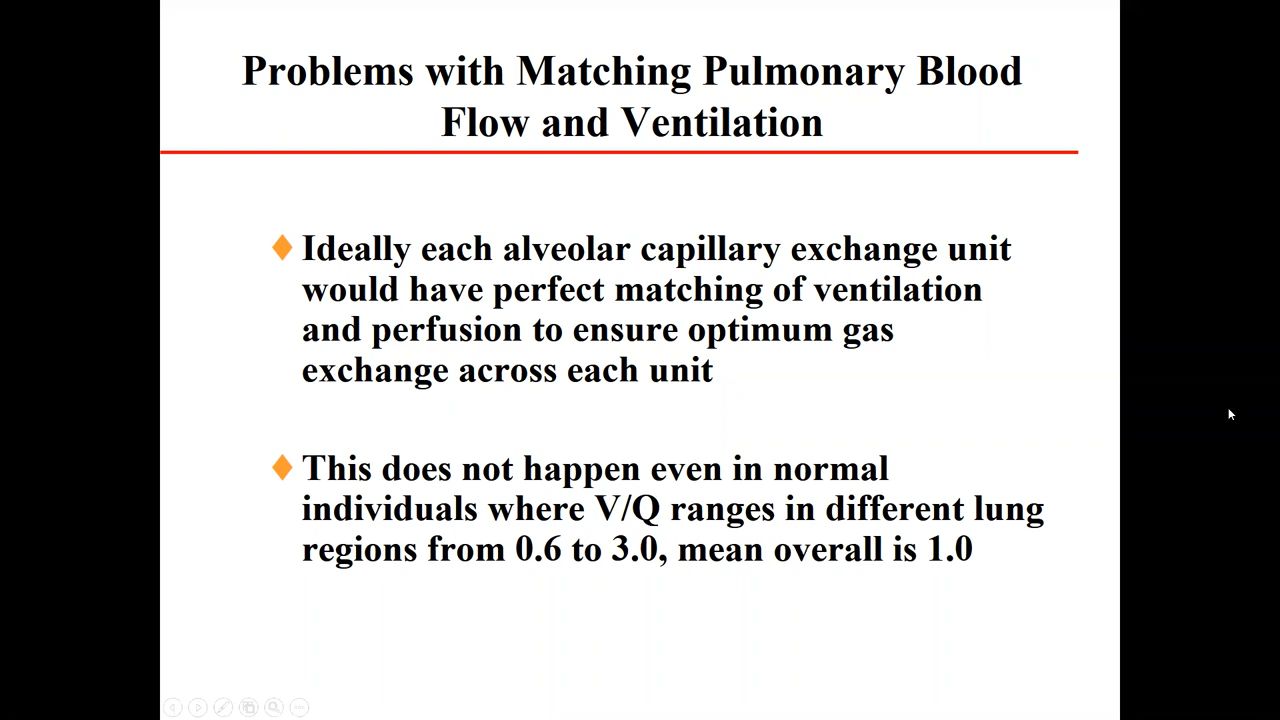 Problems with Matching Pulmonary Blood
Flow and Ventilation
Ideally each alveolar capillary exchange unit
would have perfect matching of ventilation
and perfusion to ensure optimum gas
exchange across each unit
This does not happen even in normal
individuals where V/Q ranges in different lung
regions from 0.6 to 3.0, mean overall is 1.0